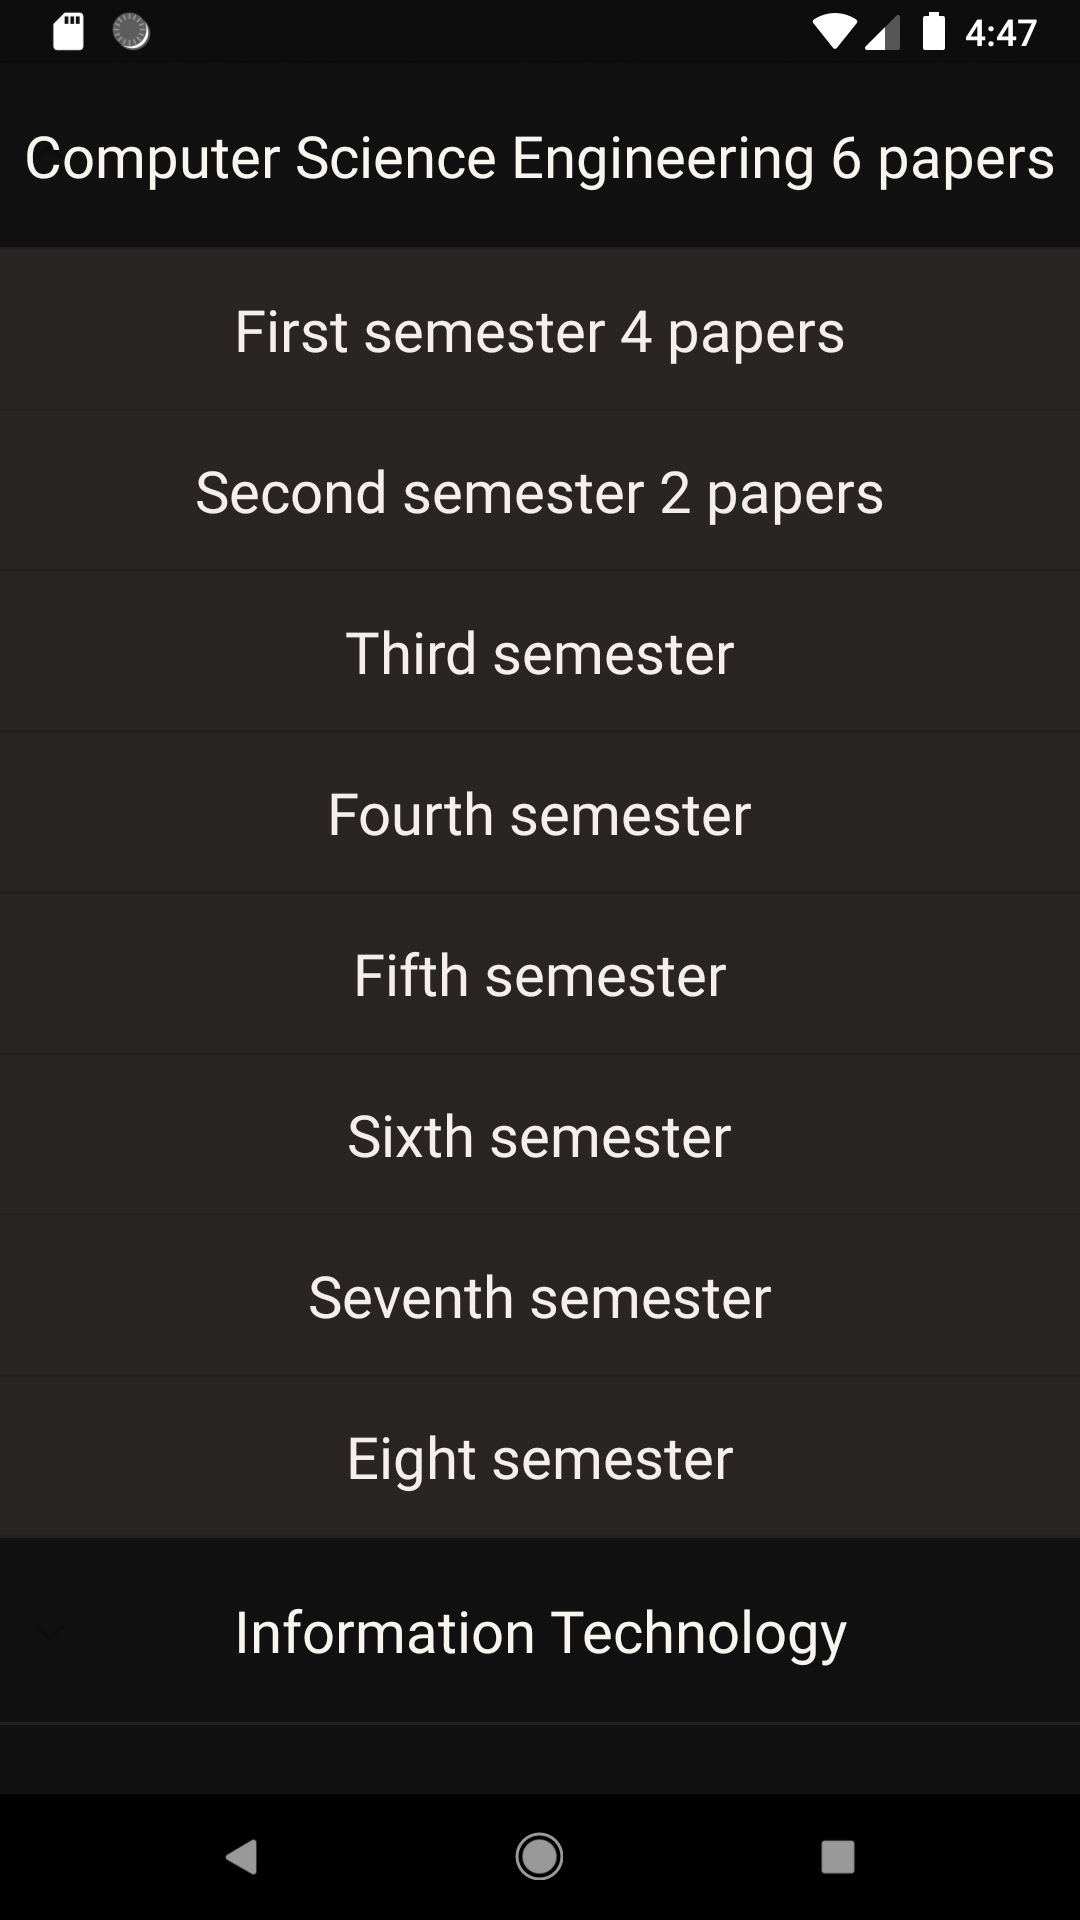 4:47
Computer Science Engineering 6 papers
First semester 4 papers
Second semester 2 papers
Third semester
Fourth semester
Fifth semester
Sixth semester
Seventh semester
Eight semester
Information Technology